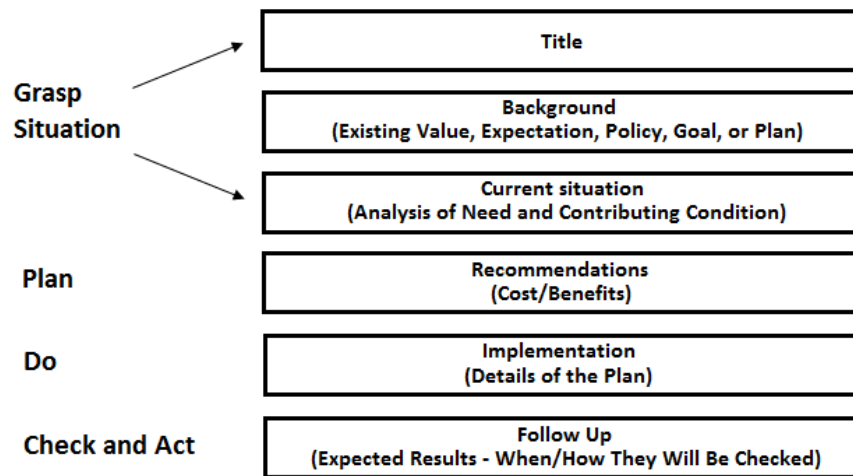 Title
Grasp
Situation
Background
(Existing Value, Expectation, Policy, Goal, or Plan)
Current situation
(Analysis of Need and Contributing Condition)
Plan
Recommendations
(Cost/Benefits)
Do
Implementation
(Details of the Plan)
Check and Act
Follow Up
(Expected Results - When/How They Will be Checked)